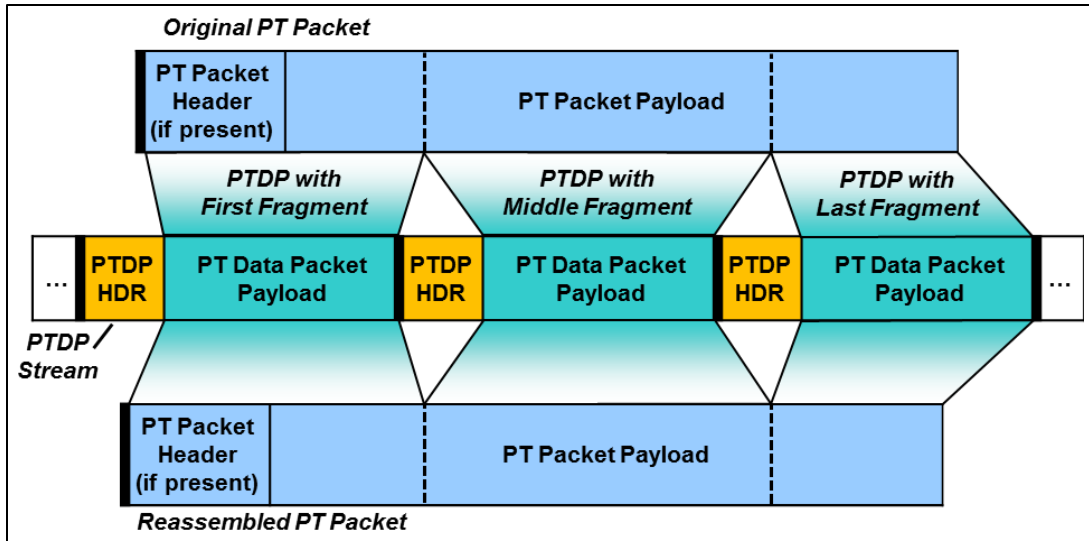 Original PT Packet
PT Packet
Header
(if present)
PT Packet Payload
PTDP with
First Fragment
PTDP with
Middle Fragment
PTDP with
Last Fragment
...
PTDP
HDR
PT Data Packet
Payload
PTDP
HDR
PT Data Packet
Payload
PTDP
HDR
PT Data Packet
Payload
...
PTDP
Stream
PT Packet
Header
(if present)
PT Packet Payload
Reassembled PT Packet